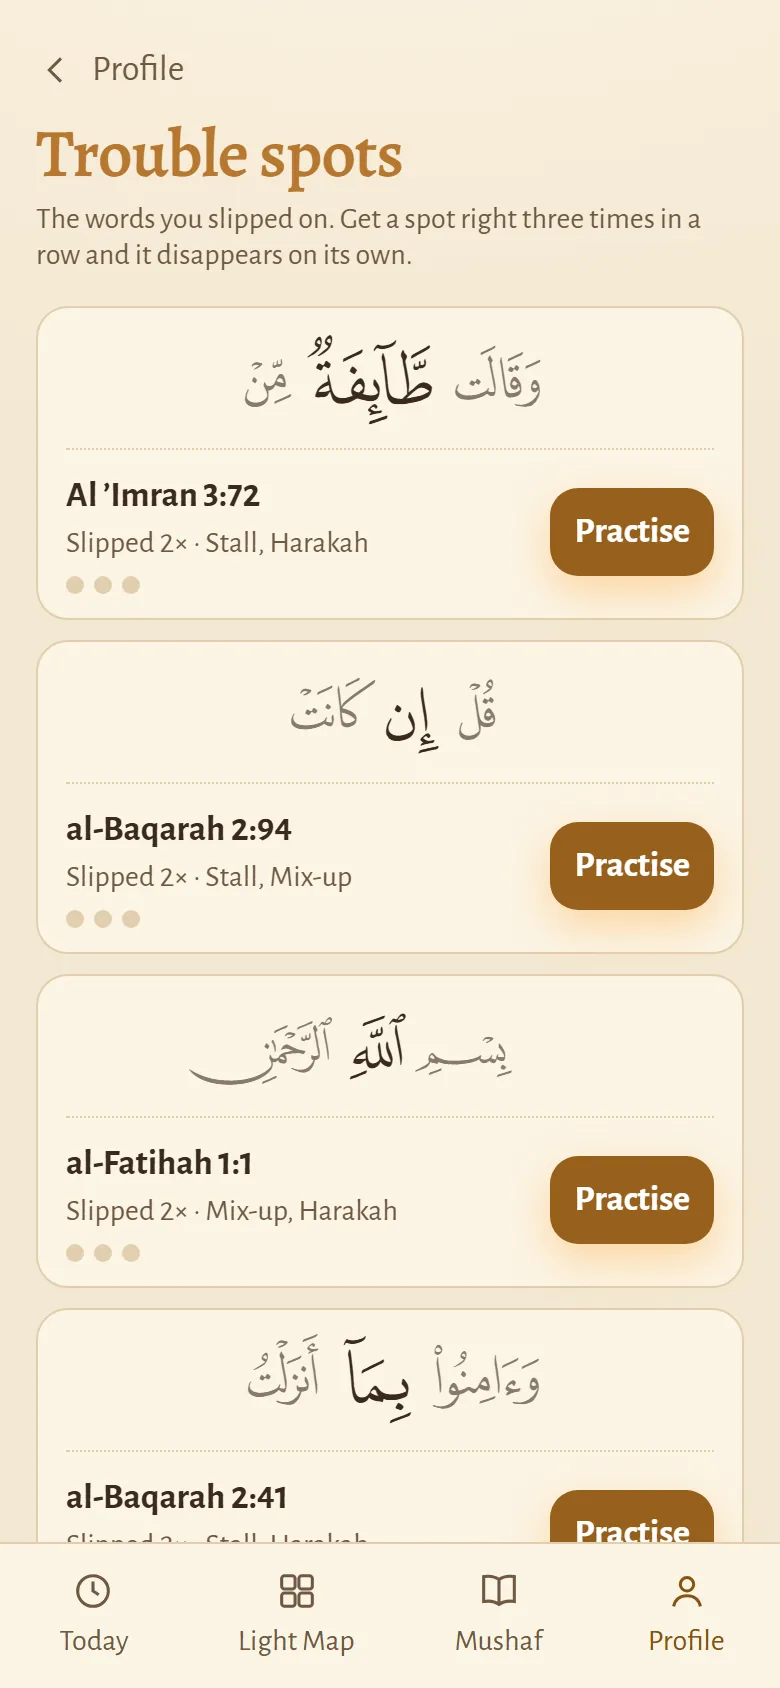 Profile
Trouble spots
The words you slipped on. Get a spot right three times in a
row and it disappears on its own.
وَقَالَت طَّآئِفَةٌ مِّنْ
Al ’Imran 3:72
Slipped 2× · Stall, Harakah
Practise
قُلْ إِن كَانَتْ
al-Baqarah 2:94
Slipped 2× · Stall, Mix-up
Practise
بِسْمِ ٱللَّهِ ٱلرَّحْمَٰنِ
al-Fatihah 1:1
Slipped 2× · Mix-up, Harakah
Practise
وَءَامِنُوا۟ بِمَآ أَنزَلْتُ
al-Baqarah 2:41
Practise
Today
Light Map
Mushaf
Profile